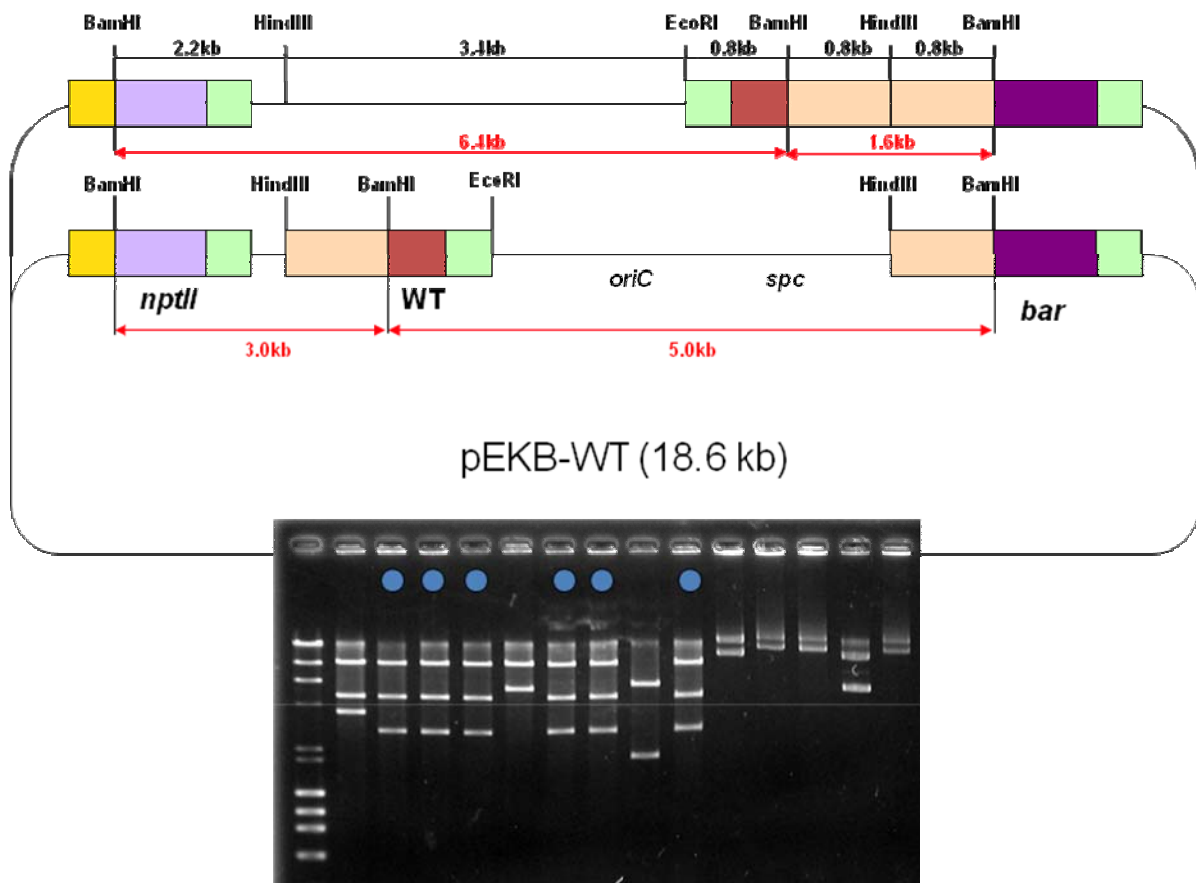 BamHI HindIII EcoRI BamHI HindIII BamHI
2.2kb 3.4kb 0.8kb 0.8kb 0.8kb
6.4kb 1.6kb
BamHI HindIII BamHI EcoRI HindIII BamHI
oriC spc
nptII WT bar
3.0kb 5.0kb
pEKB-WT (18.6 kb)